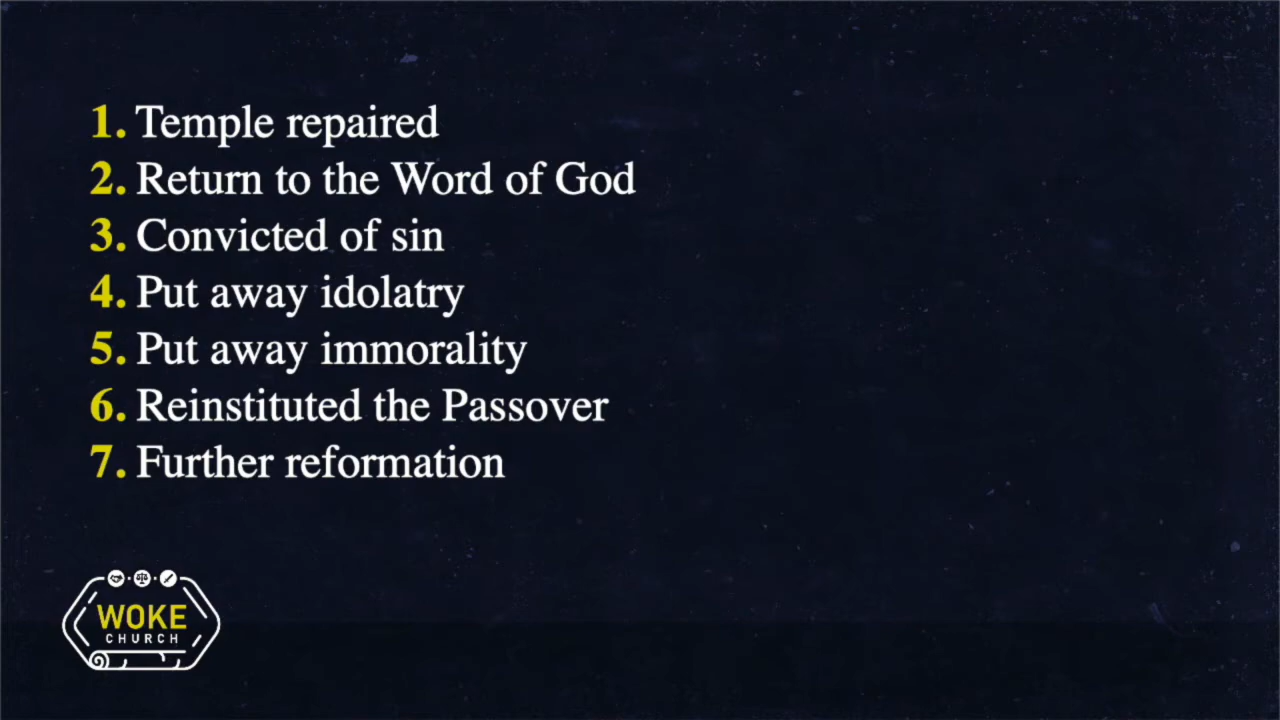 1. Temple repaired
2. Return to the Word of God
3. Convicted of sin
4. Put away idolatry
5. Put away immorality
6. Reinstituted the Passover
7. Further reformation
WOKE
CHURCH